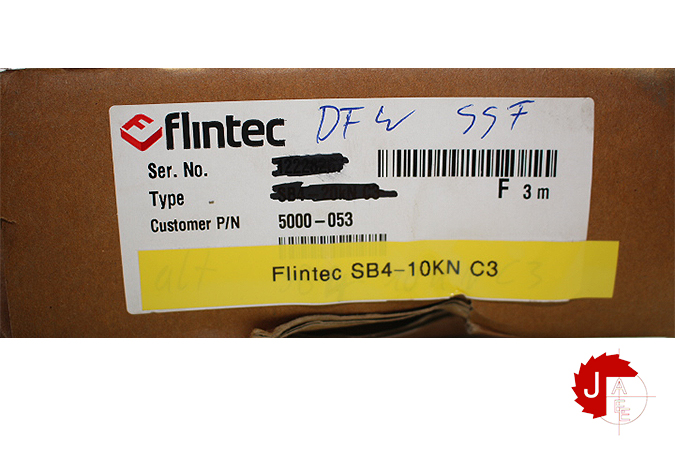 flintec DFW SSF
Ser. No.
Type F 3 m
Customer P/N 5000-053
Flintec SB4-10KN C3
J
A
F
E